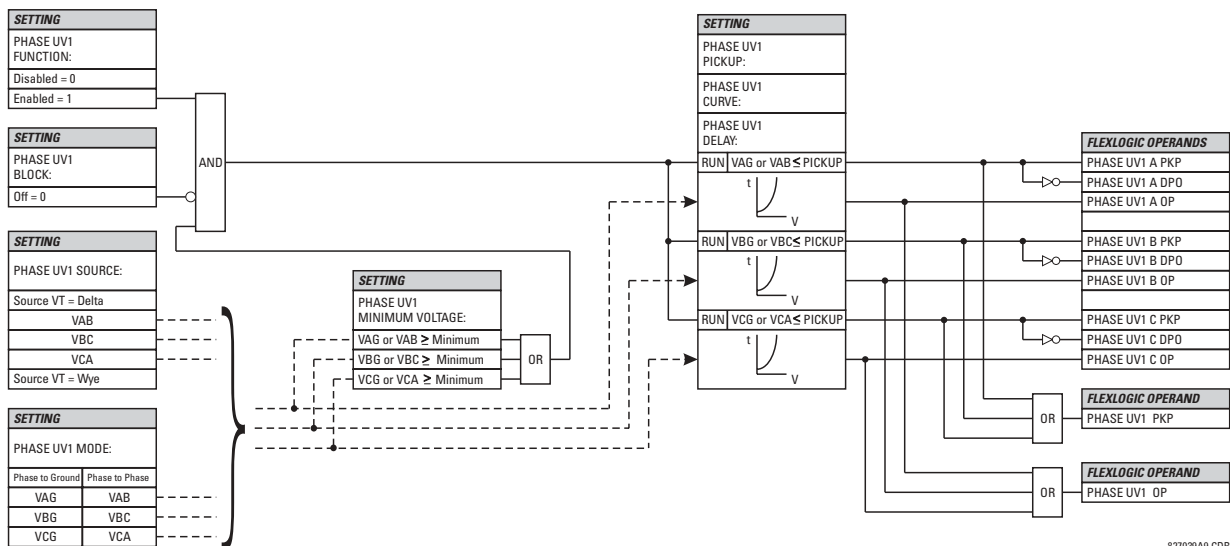 SETTING
PHASE UV1
FUNCTION:
Disabled = 0
Enabled = 1
SETTING
PHASE UV1
BLOCK:
Off = 0
AND
SETTING
PHASE UV1 SOURCE:
Source VT = Delta
VAB
VBC
VCA
Source VT = Wye
SETTING
PHASE UV1 MODE:
Phase to Ground Phase to Phase
VAG VAB
VBG VBC
VCG VCA
SETTING
PHASE UV1
MINIMUM VOLTAGE:
VAG or VAB ≥ Minimum
VBG or VBC ≥ Minimum
VCG or VCA ≥ Minimum
OR
SETTING
PHASE UV1
PICKUP:
PHASE UV1
CURVE:
PHASE UV1
DELAY:
RUN VAG or VAB ≤ PICKUP
t
V
RUN VBG or VBC ≤ PICKUP
t
V
RUN VCG or VCA ≤ PICKUP
t
V
FLEXLOGIC OPERANDS
PHASE UV1 A PKP
PHASE UV1 A DPO
PHASE UV1 A OP
PHASE UV1 B PKP
PHASE UV1 B DPO
PHASE UV1 B OP
PHASE UV1 C PKP
PHASE UV1 C DPO
PHASE UV1 C OP
OR
FLEXLOGIC OPERAND
PHASE UV1 PKP
OR
FLEXLOGIC OPERAND
PHASE UV1 OP